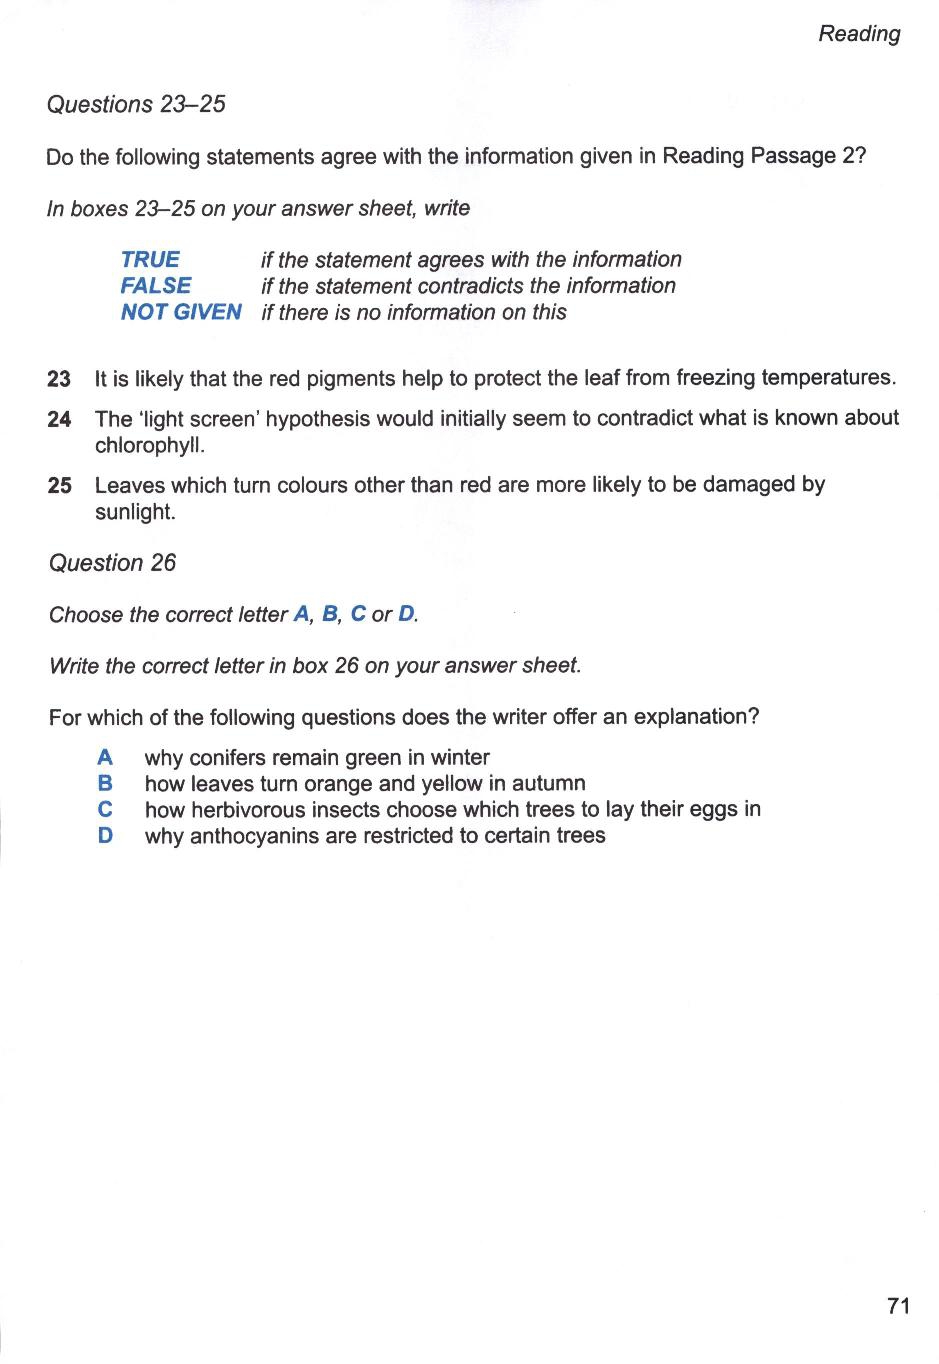 Reading
Questions 23–25
Do the following statements agree with the information given in Reading Passage 2?
In boxes 23–25 on your answer sheet, write
TRUE if the statement agrees with the information
FALSE if the statement contradicts the information
NOT GIVEN if there is no information on this
23 It is likely that the red pigments help to protect the leaf from freezing temperatures.
24 The ‘light screen’ hypothesis would initially seem to contradict what is known about
chlorophyll.
25 Leaves which turn colours other than red are more likely to be damaged by
sunlight.
Question 26
Choose the correct letter A, B, C or D.
Write the correct letter in box 26 on your answer sheet.
For which of the following questions does the writer offer an explanation?
A why conifers remain green in winter
B how leaves turn orange and yellow in autumn
C how herbivorous insects choose which trees to lay their eggs in
D why anthocyanins are restricted to certain trees
71